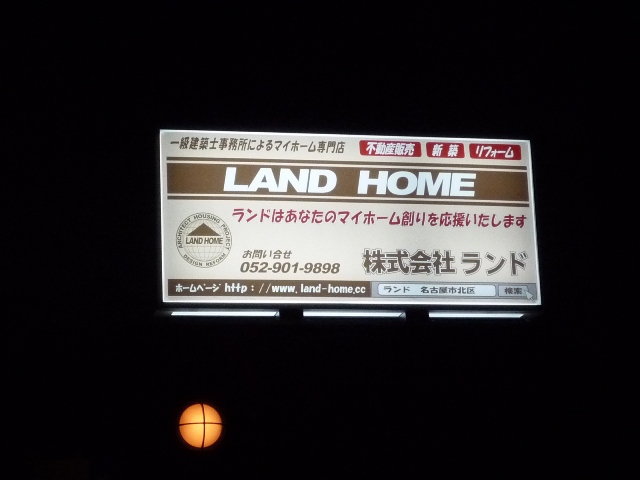 一級建築士事務所によるマイホーム専門店 不動産販売 新築 リフォーム
LAND HOME
ランドはあなたのマイホーム創りを応援いたします
ARCHITECT HOUSING PROJECT
LAND HOME
DESIGN REFORM
お問い合せ
052-901-9898
株式会社 ランド
ホームページ http://www.land-home.cc ランド 名古屋市北区 検索